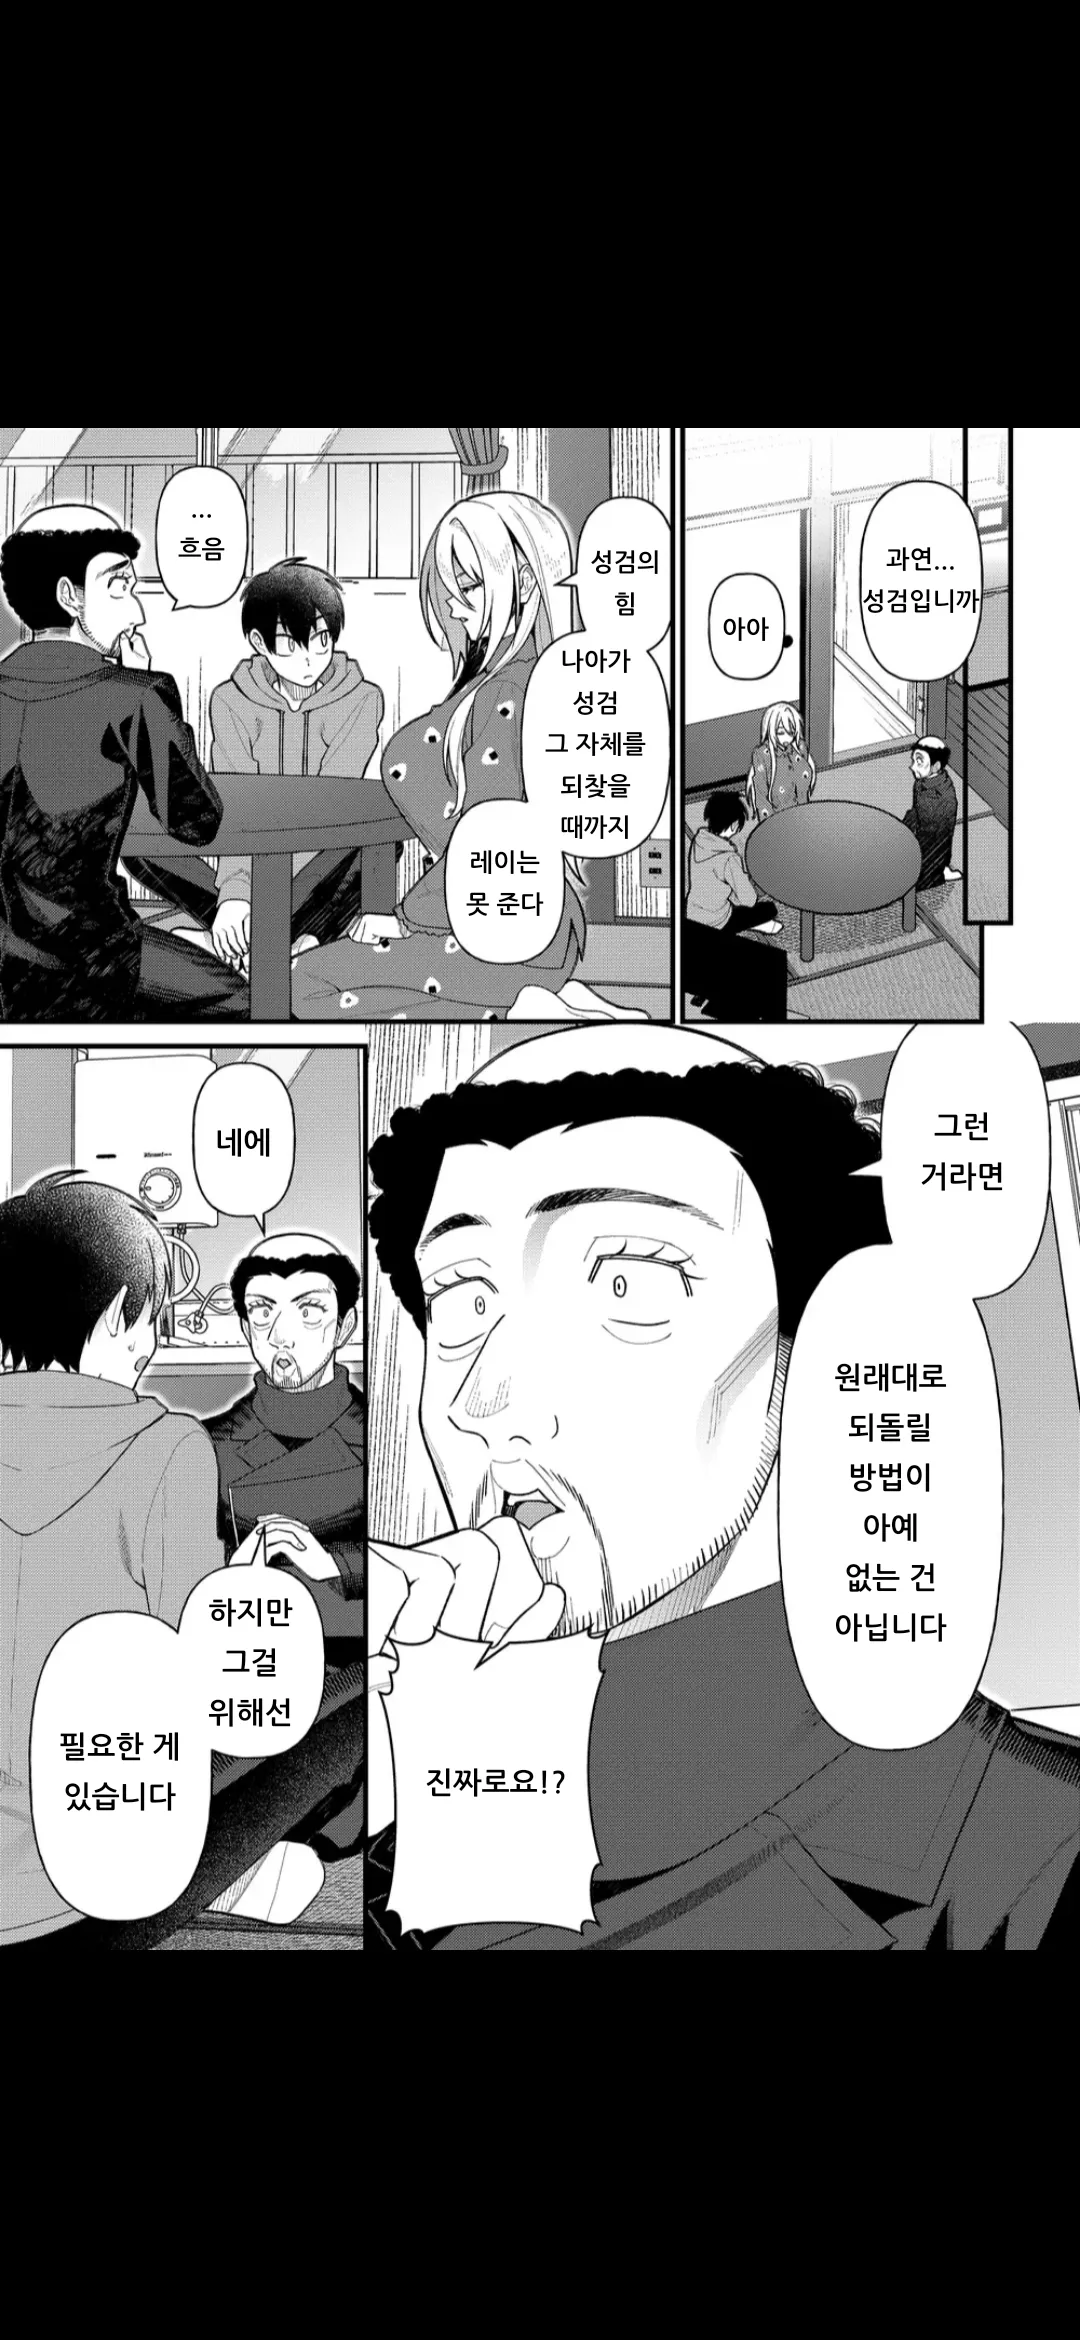 과연...
성검입니까
아아
성검의
힘
나아가
성검
그 자체를
되찾을
때까지
레이는
못 준다
...
흐음
그런
거라면
원래대로
되돌릴
방법이
아예
없는 건
아닙니다
진짜로요!?
네에
하지만
그걸
위해선
필요한 게
있습니다